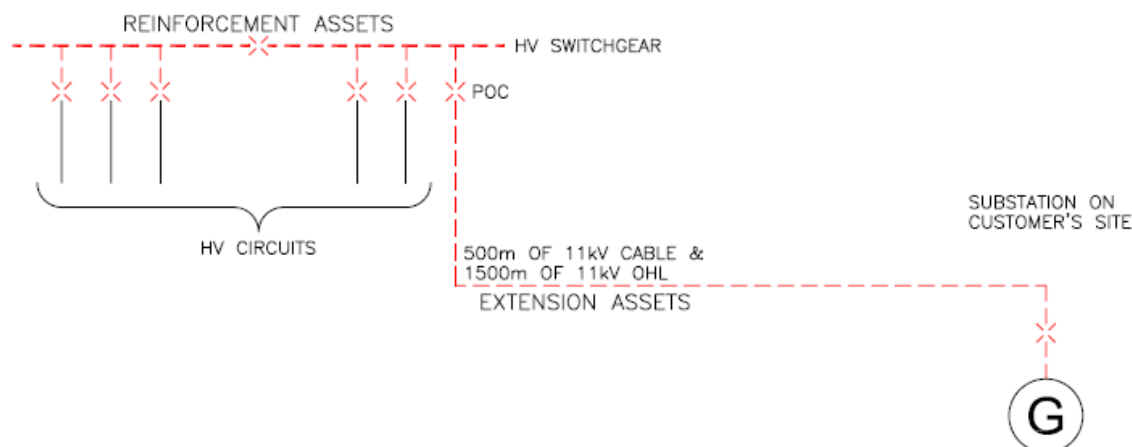 REINFORCEMENT ASSETS
HV SWITCHGEAR
POC
HV CIRCUITS
SUBSTATION ON
CUSTOMER'S SITE
500m OF 11kV CABLE &
1500m OF 11kV OHL
EXTENSION ASSETS
G